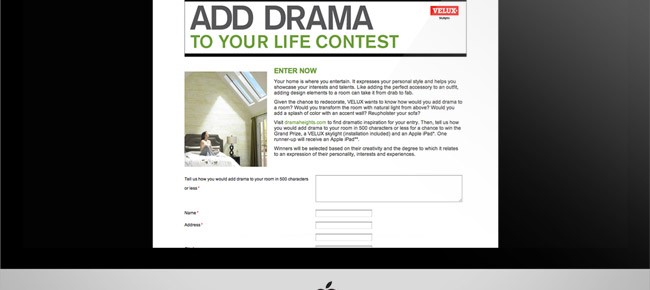 ADD DRAMA
VELUX
TO YOUR LIFE CONTEST
ENTER NOW
Your home is where you entertain. It expresses your personal style and helps you
showcase your interests and talents. Like adding the perfect accessory to an outfit,
adding design elements to a room can take it from drab to fab.
Given the chance to redecorate, VELUX wants to know how would you add drama to
a room? Would you transform the room with natural light from above? Would you
add a splash of color with an accent wall? Reupholster your sofa?
Visit dramaheights.com to find dramatic inspiration for your entry. Then, tell us how
you would add drama to your room in 500 characters or less for a chance to win the
Grand Prize, a VELUX skylight (installation included) and an Apple iPad*. One
runner-up will receive an Apple iPad**.
Winners will be selected based on their creativity and the degree to which it relates
to an expression of their personality, interests and experiences.
Tell us how you would add drama to your room in 500 characters
or less *
Name *
Address *